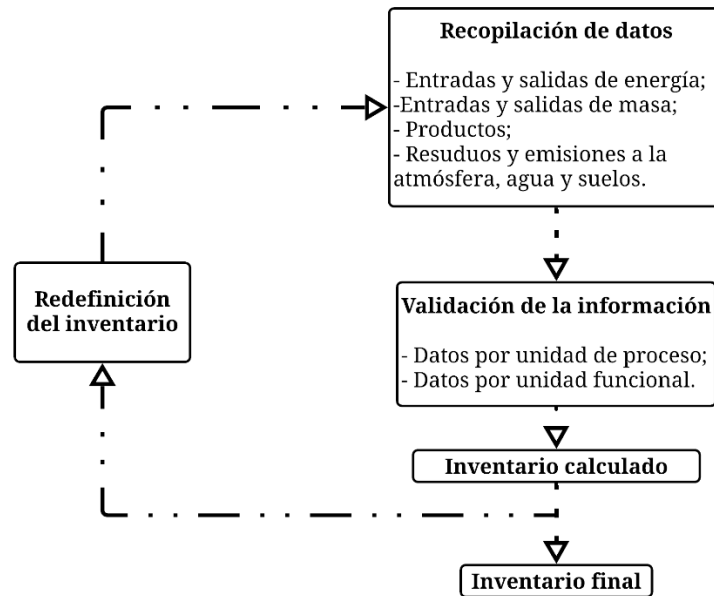 Recopilación de datos
- Entradas y salidas de energía;
-Entradas y salidas de masa;
- Productos;
- Resuduos y emisiones a la
atmósfera, agua y suelos.
Redefinición
del inventario
Validación de la información
- Datos por unidad de proceso;
- Datos por unidad funcional.
Inventario calculado
Inventario final